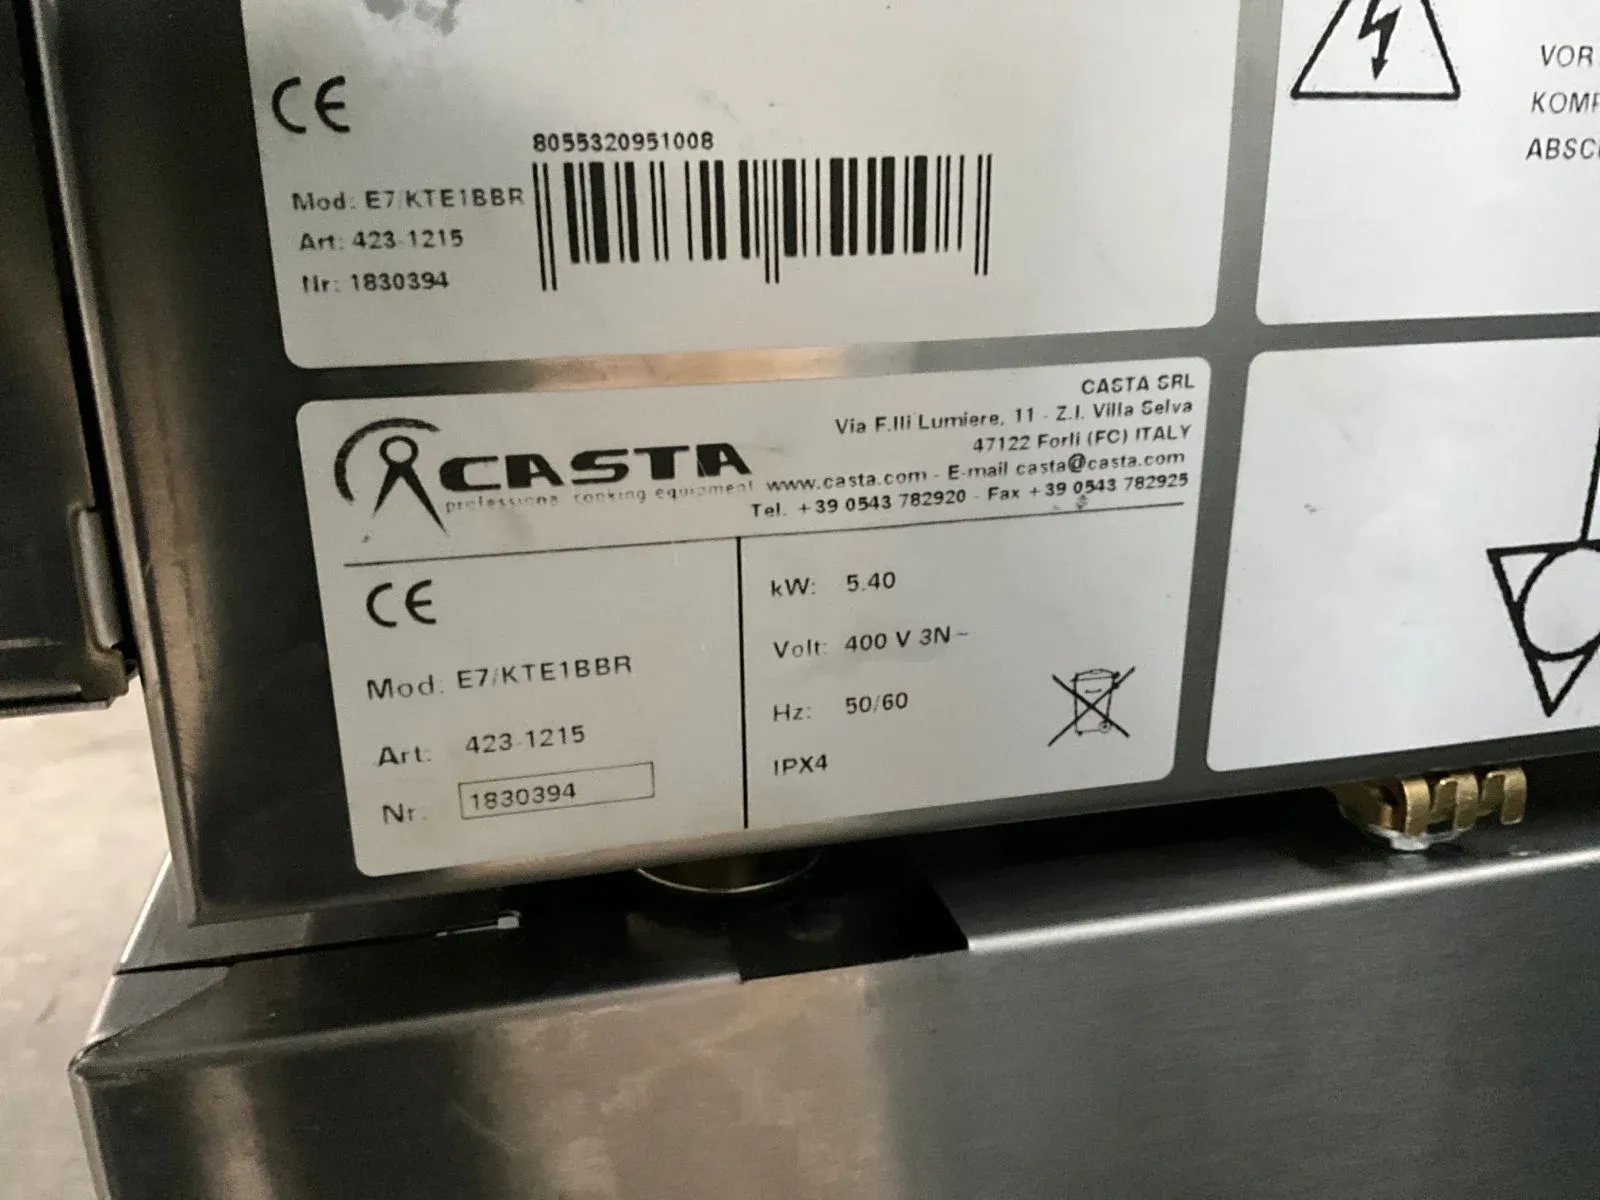 CE
8055320951008
Mod: E7/KTE1BBR
Art: 423-1215
Nr: 1830394
VOR
ABSC
CASTA
professional cooking equipment
CASTA SRL
Via F.lli Lumiere, 11 - Z.I. Villa Selva
47122 Forlì (FC) ITALY
www.casta.com - E-mail casta@casta.com
Tel. +39 0543 782920 - Fax +39 0543 782925
CE
Mod: E7/KTE1BBR
Art: 423-1215
Nr: 1830394
kW: 5.40
Volt: 400 V 3N~
Hz: 50/60
IPX4